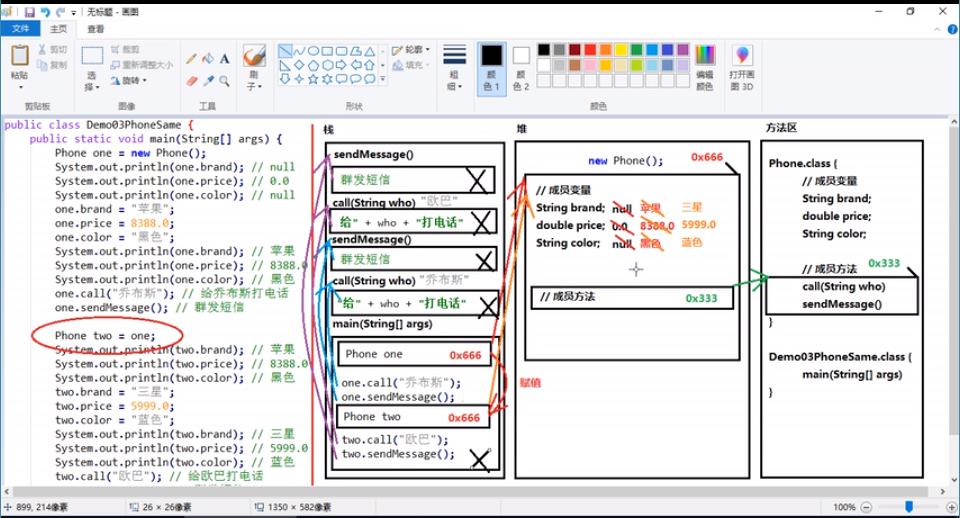 无标题 - 画图
文件 主页 查看
粘贴
剪切
复制
剪贴板
选择
裁剪
重新调整大小
旋转
图像
A
工具
刷子
形状
轮廓
填充
粗细
颜色 1
颜色 2
颜色
编辑颜色
打开画图 3D
public class Demo03PhoneSame {
public static void main(String[] args) {
Phone one = new Phone();
System.out.println(one.brand); // null
System.out.println(one.price); // 0.0
System.out.println(one.color); // null
one.brand = "苹果";
one.price = 8388.0;
one.color = "黑色";
System.out.println(one.brand); // 苹果
System.out.println(one.price); // 8388.0
System.out.println(one.color); // 黑色
one.call("乔布斯"); // 给乔布斯打电话
one.sendMessage(); // 群发短信
Phone two = one;
System.out.println(two.brand); // 苹果
System.out.println(two.price); // 8388.0
System.out.println(two.color); // 黑色
two.brand = "三星";
two.price = 5999.0;
two.color = "蓝色";
System.out.println(two.brand); // 三星
System.out.println(two.price); // 5999.0
System.out.println(two.color); // 蓝色
two.call("欧巴"); // 给欧巴打电话
栈
sendMessage()
群发短信
call(String who) "欧巴"
给" + who + "打电话"
sendMessage()
群发短信
call(String who) "乔布斯"
给" + who + "打电话"
main(String[] args)
Phone one 0x666
one.call("乔布斯");
one.sendMessage();
Phone two 0x666
two.call("欧巴");
two.sendMessage();
赋值
堆
new Phone(); 0x666
// 成员变量
String brand; null 苹果 三星
double price; 0.0 8388.0 5999.0
String color; null 黑色 蓝色
// 成员方法 0x333
方法区
Phone.class {
// 成员变量
String brand;
double price;
String color;
// 成员方法 0x333
call(String who)
sendMessage()
}
Demo03PhoneSame.class {
main(String[] args)
}
899, 214像素
26 × 26像素
1350 × 582像素
100%